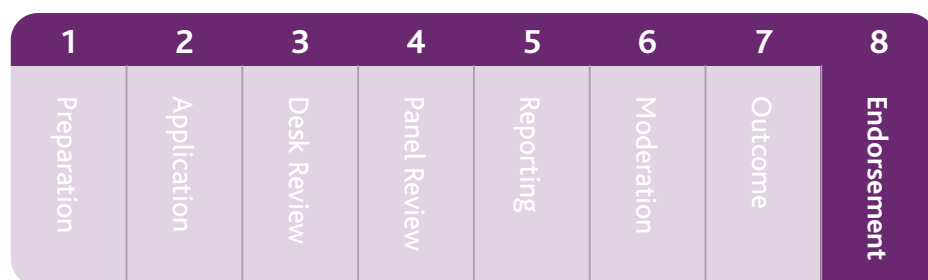 1 2 3 4 5 6 7 8
Preparation
Application
Desk Review
Panel Review
Reporting
Moderation
Outcome
Endorsement